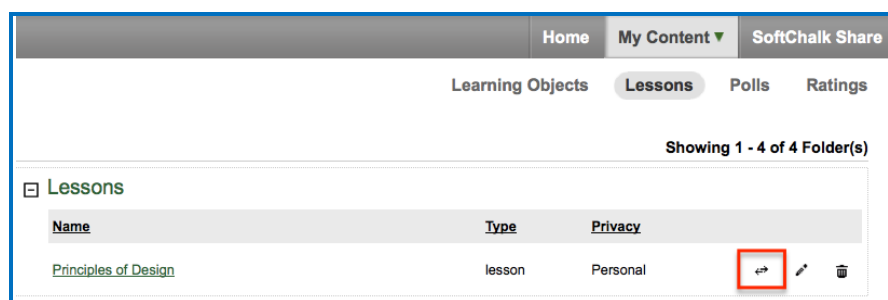 Home My Content ▼ SoftChalk Share
Learning Objects Lessons Polls Ratings
Showing 1 - 4 of 4 Folder(s)
Lessons
Name Type Privacy
Principles of Design lesson Personal